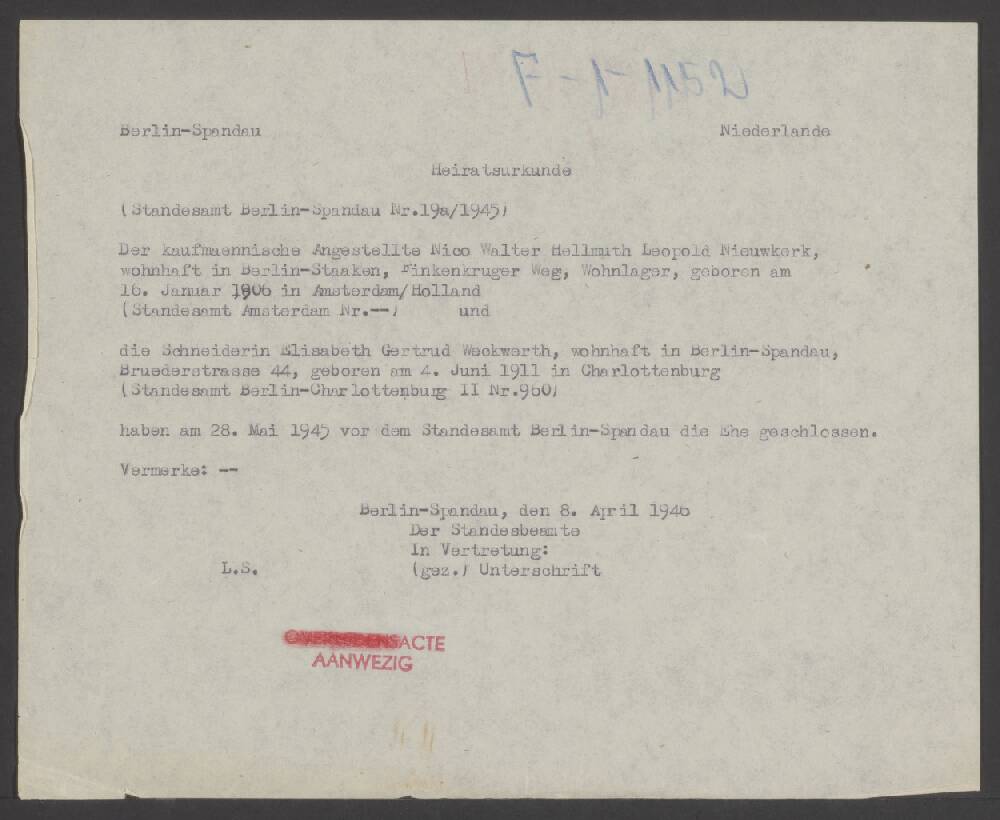 F-1-1152
Berlin-Spandau Niederlande
Heiratsurkunde
(Standesamt Berlin-Spandau Nr.19a/1945)
Der kaufmaennische Angestellte Nico Walter Hellmuth Leopold Nieuwkerk,
wohnhaft in Berlin-Staaken, Finkenkruger Weg, Wohnlager, geboren am
16. Januar 1906 in Amsterdam/Holland
(Standesamt Amsterdam Nr.--) und
die Schneiderin Elisabeth Gertrud Weckwerth, wohnhaft in Berlin-Spandau,
Bruederstrasse 44, geboren am 4. Juni 1911 in Charlottenburg
(Standesamt Berlin-Charlottenburg II Nr.960)
haben am 28. Mai 1945 vor dem Standesamt Berlin-Spandau die Ehe geschlossen.
Vermerke: --
Berlin-Spandau, den 8. April 1946
Der Standesbeamte
In Vertretung:
L.S. (gez.) Unterschrift
ACTE
AANWEZIG